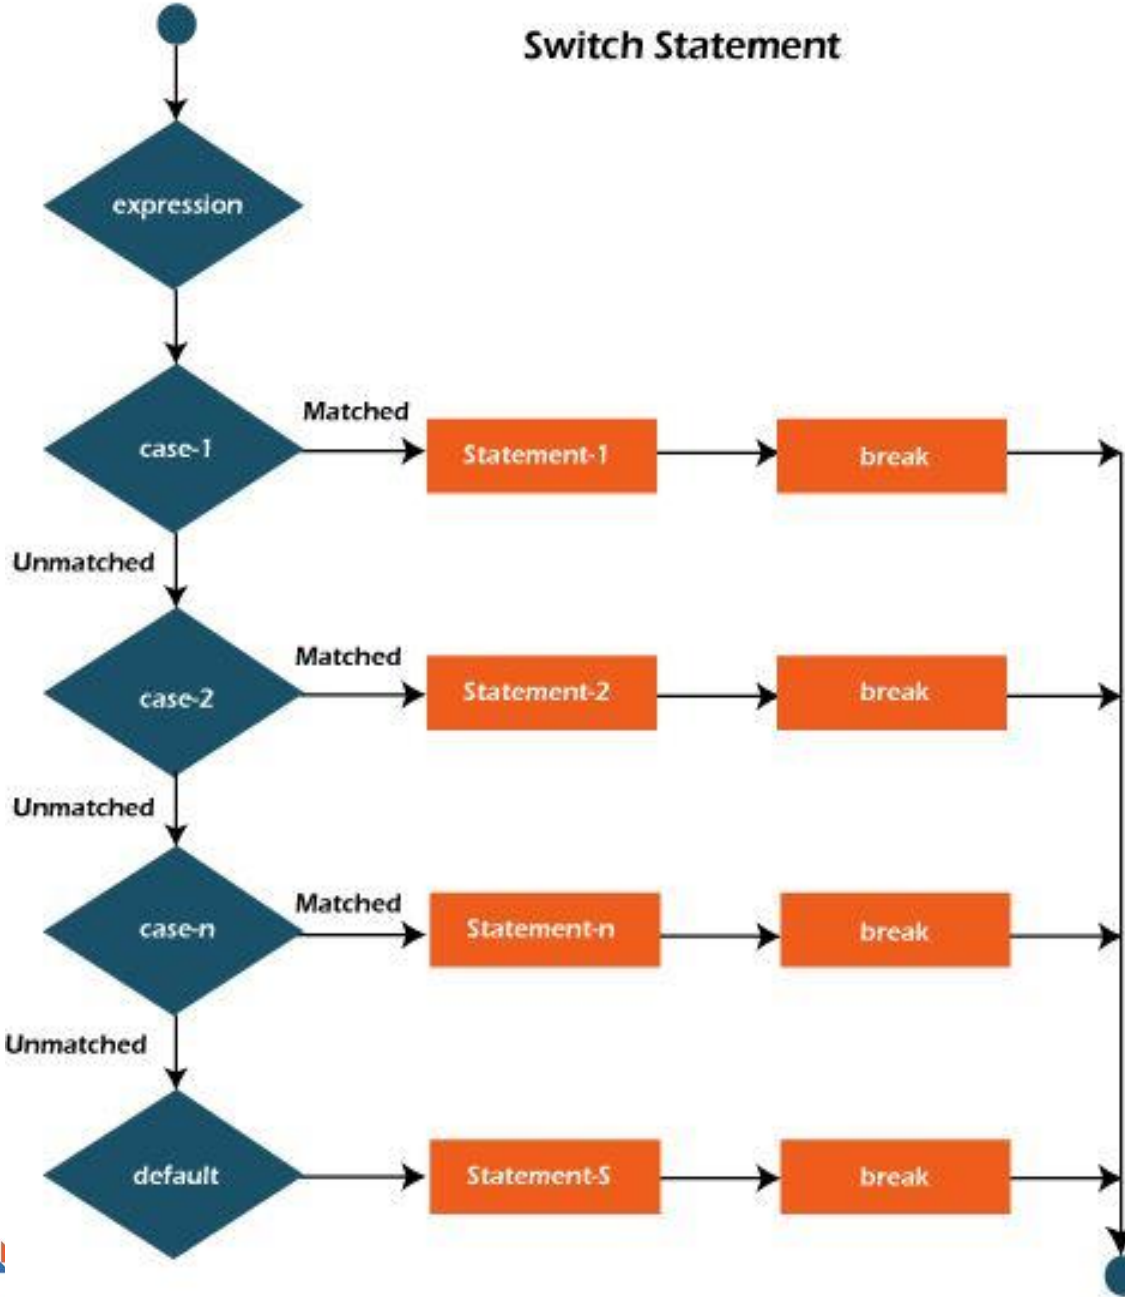 Switch Statement
expression
Matched
case-1
Statement-1
break
Unmatched
Matched
case-2
Statement-2
break
Unmatched
Matched
case-n
Statement-n
break
Unmatched
default
Statement-S
break